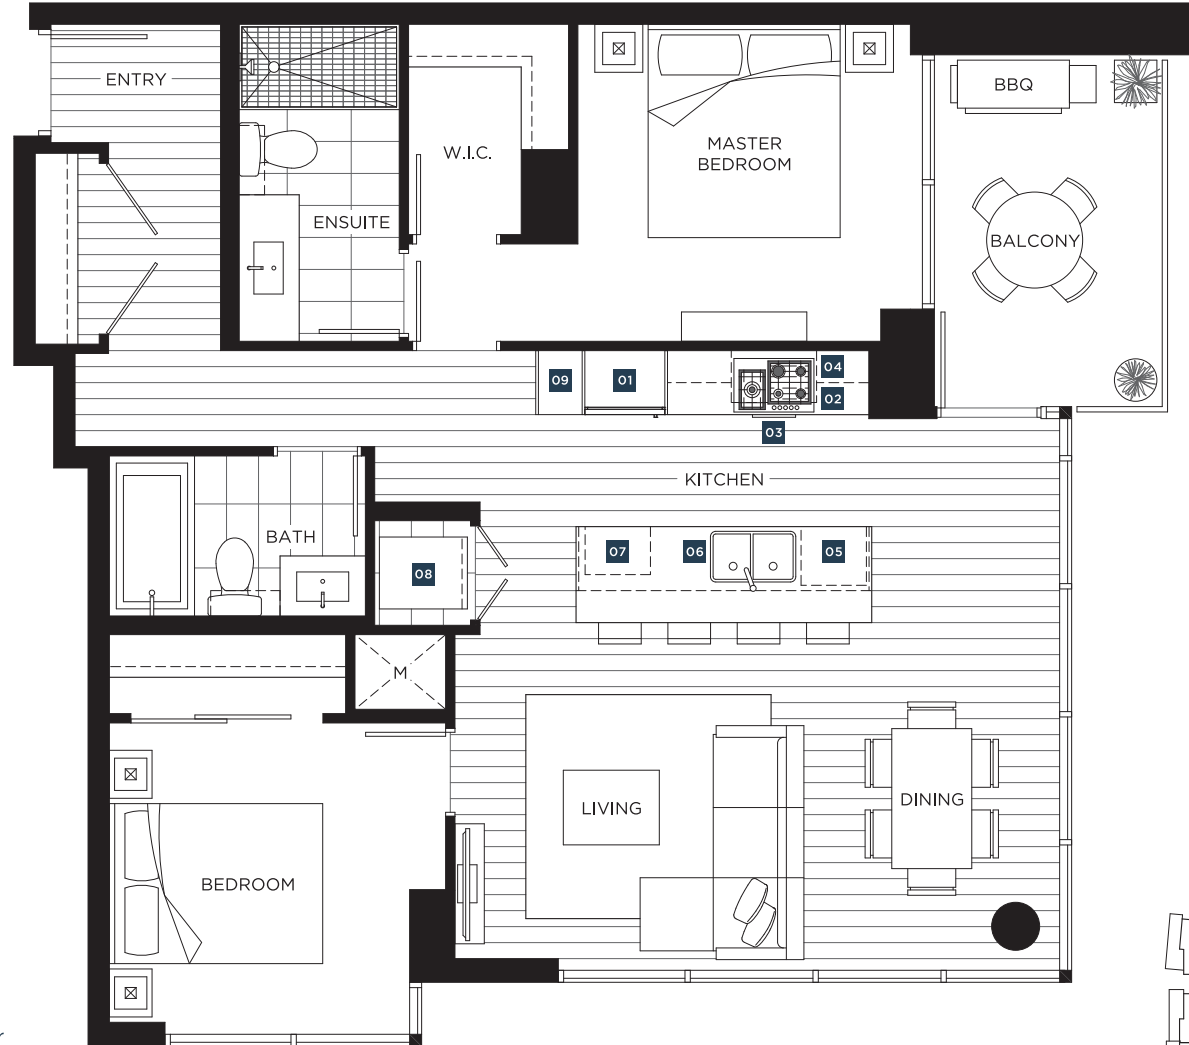 ENTRY
BBQ
W.I.C.
MASTER
BEDROOM
ENSUITE
BALCONY
09
01
04
02
03
KITCHEN
BATH
07
06
05
08
M
LIVING
DINING
BEDROOM